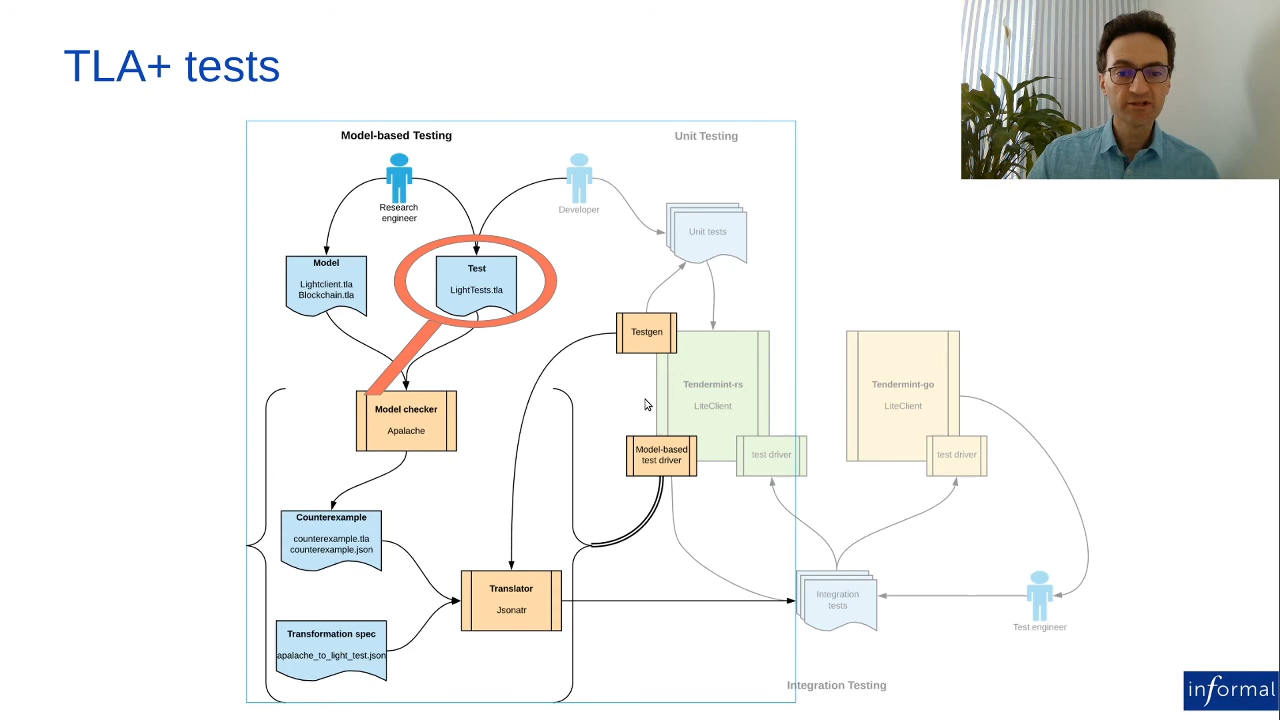 TLA+ tests
Model-based Testing
Unit Testing
Research
engineer
Developer
Unit tests
Model
Lightclient.tla
Blockchain.tla
Test
LightTests.tla
Testgen
Tendermint-rs
LiteClient
Tendermint-go
LiteClient
Model checker
Apalache
Model-based
test driver
test driver
test driver
Counterexample
counterexample.tla
counterexample.json
Translator
Jsonatr
Integration
tests
Test engineer
Transformation spec
apalache_to_light_test.json
Integration Testing
informal